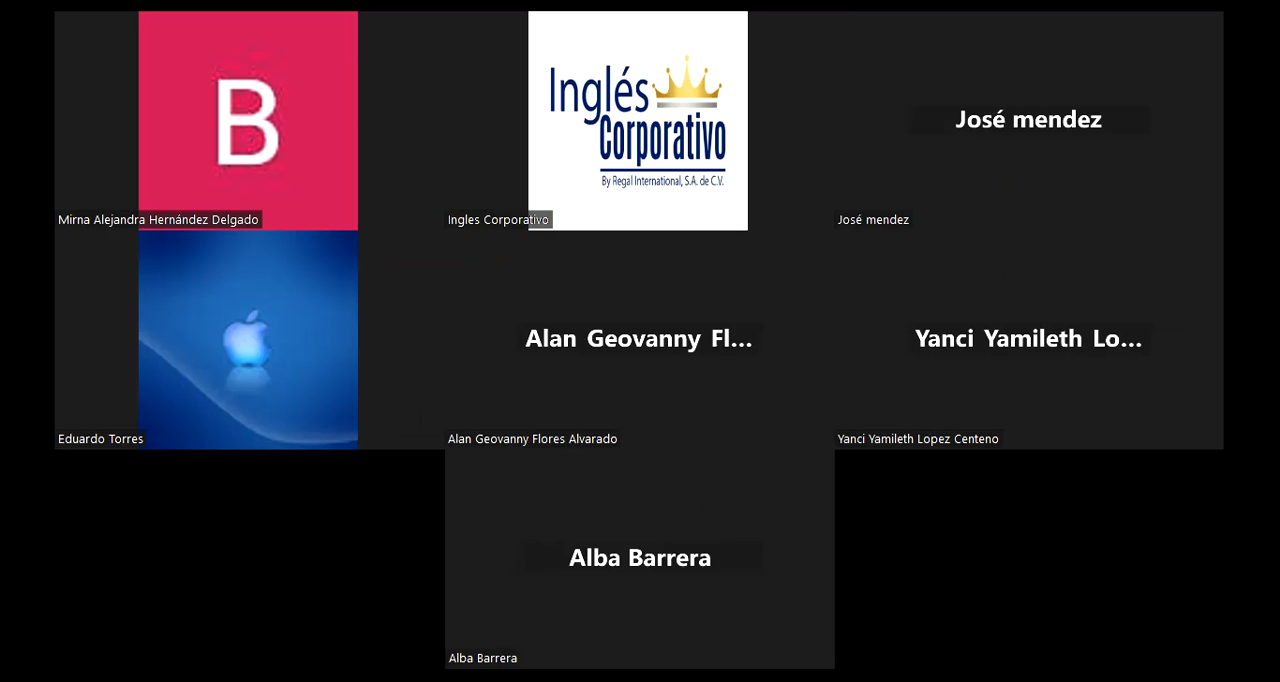 B
Mirna Alejandra Hernández Delgado
Inglés
Corporativo
By Regal International, S.A. de C.V.
Ingles Corporativo
José mendez
José mendez
Eduardo Torres
Alan Geovanny Fl...
Alan Geovanny Flores Alvarado
Yanci Yamileth Lo...
Yanci Yamileth Lopez Centeno
Alba Barrera
Alba Barrera